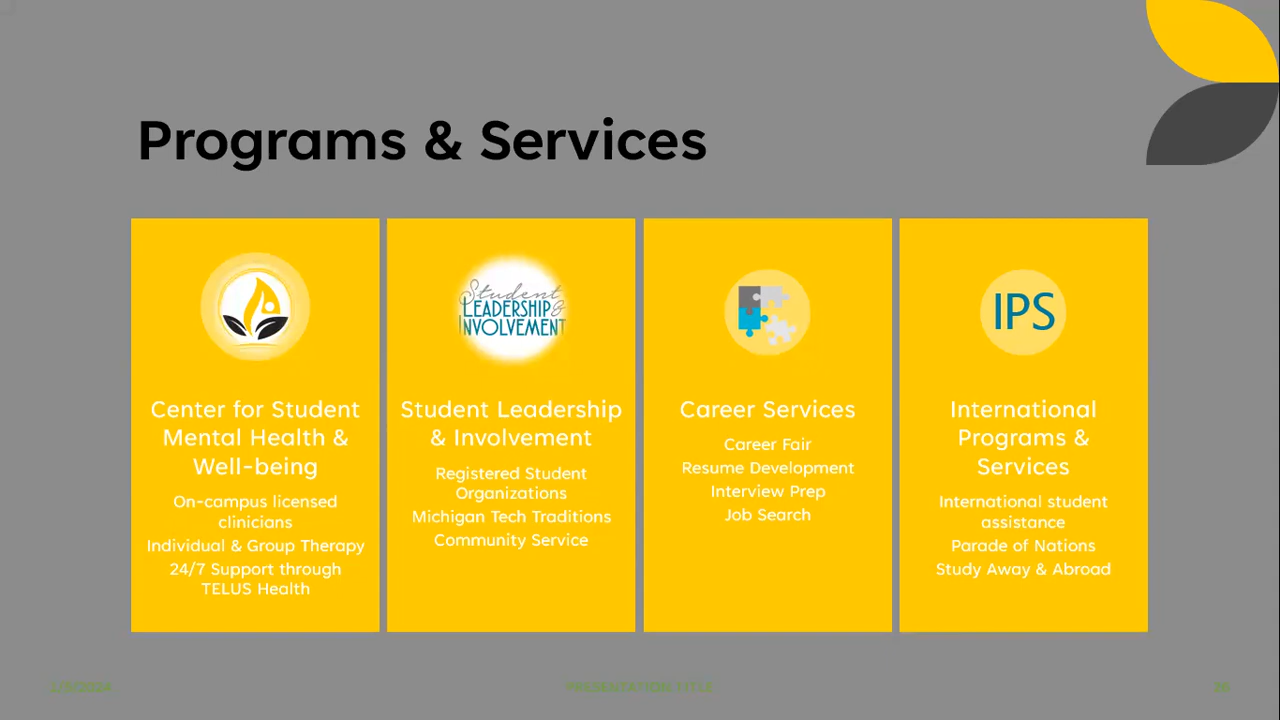 Programs & Services
Student &
LEADERSHIP
INVOLVEMENT
IPS
Center for Student
Mental Health &
Well-being
On-campus licensed
clinicians
Individual & Group Therapy
24/7 Support through
TELUS Health
Student Leadership
& Involvement
Registered Student
Organizations
Michigan Tech Traditions
Community Service
Career Services
Career Fair
Resume Development
Interview Prep
Job Search
International
Programs &
Services
International student
assistance
Parade of Nations
Study Away & Abroad
PRESENTATION TITLE